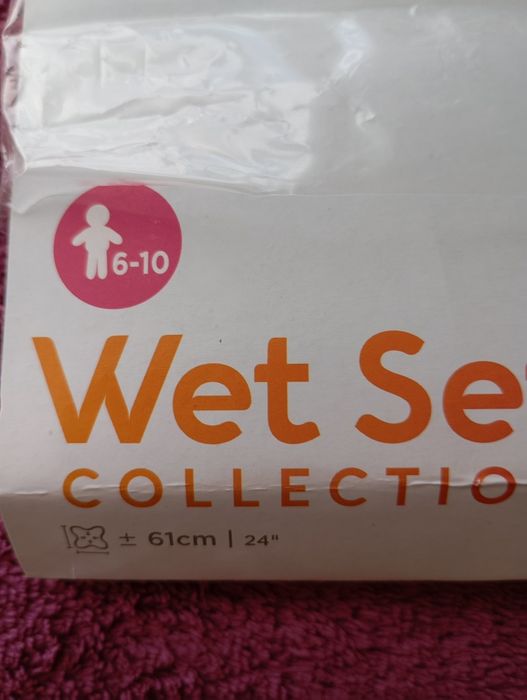 6-10
Wet Se
COLLECTIO
± 61cm | 24"